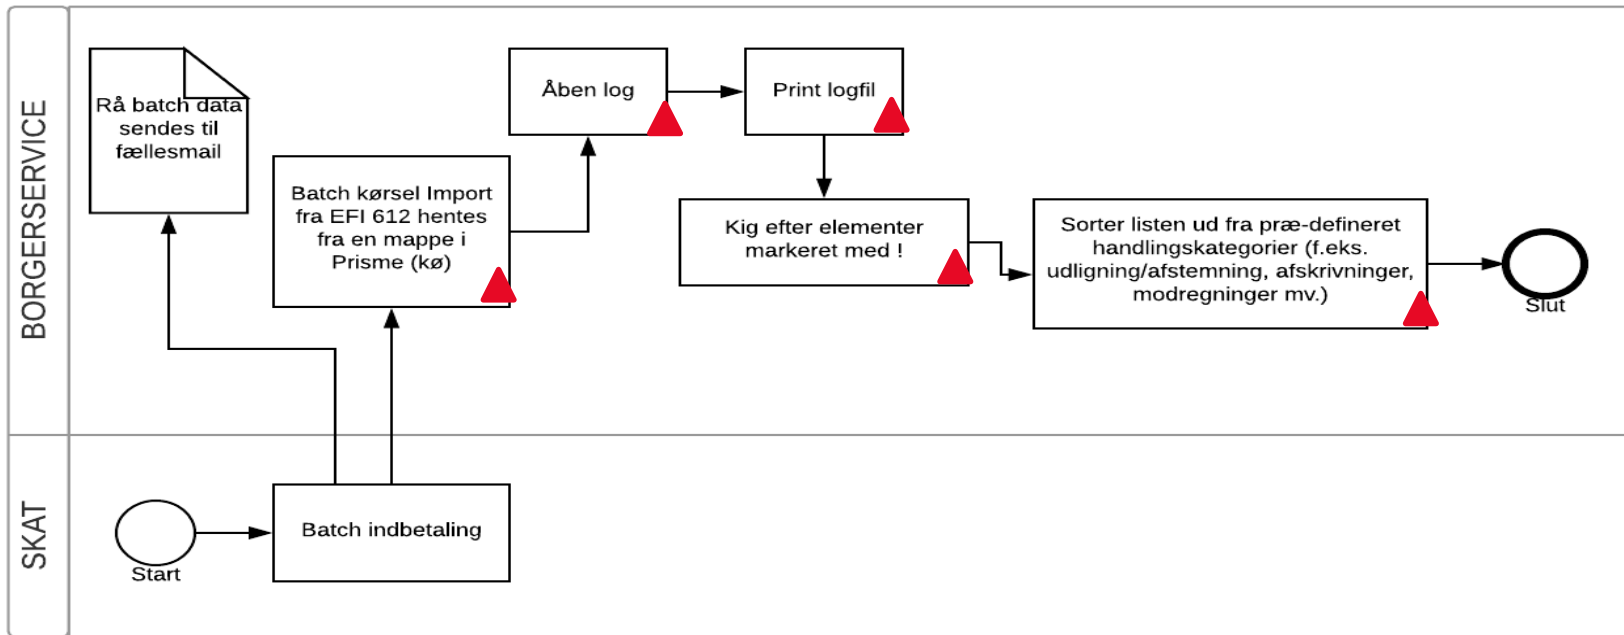 BORGERSERVICE
Rå batch data
sendes til
fællesmail
Batch kørsel Import
fra EFI 612 hentes
fra en mappe i
Prisme (kø)
Åben log
Print logfil
Kig efter elementer
markeret med !
Sorter listen ud fra præ-defineret
handlingskategorier (f.eks.
udligning/afstemning, afskrivninger,
modregninger mv.)
Slut
SKAT
Start
Batch indbetaling